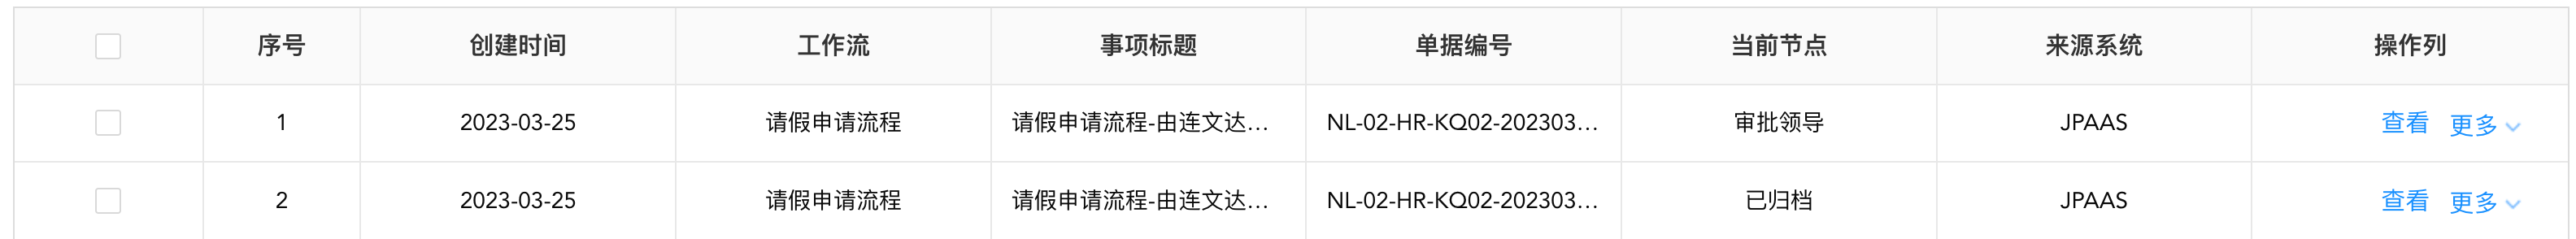 序号 创建时间 工作流 事项标题 单据编号 当前节点 来源系统 操作列
1 2023-03-25 请假申请流程 请假申请流程-由连文达... NL-02-HR-KQ02-202303... 审批领导 JPAAS 查看 更多
2 2023-03-25 请假申请流程 请假申请流程-由连文达... NL-02-HR-KQ02-202303... 已归档 JPAAS 查看 更多